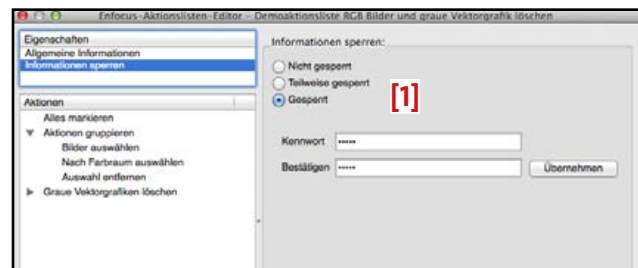 Enfocus-Aktionslisten-Editor – Demoaktionsliste RGB Bilder und graue Vektorgrafik löschen
Eigenschaften
Allgemeine Informationen
Informationen sperren
Aktionen
Alles markieren
Aktionen gruppieren
Bilder auswählen
Nach Farbraum auswählen
Auswahl entfernen
Graue Vektorgrafiken löschen
Informationen sperren:
Nicht gesperrt
Teilweise gesperrt
Gesperrt
[1]
Kennwort •••••
Bestätigen •••••
Übernehmen